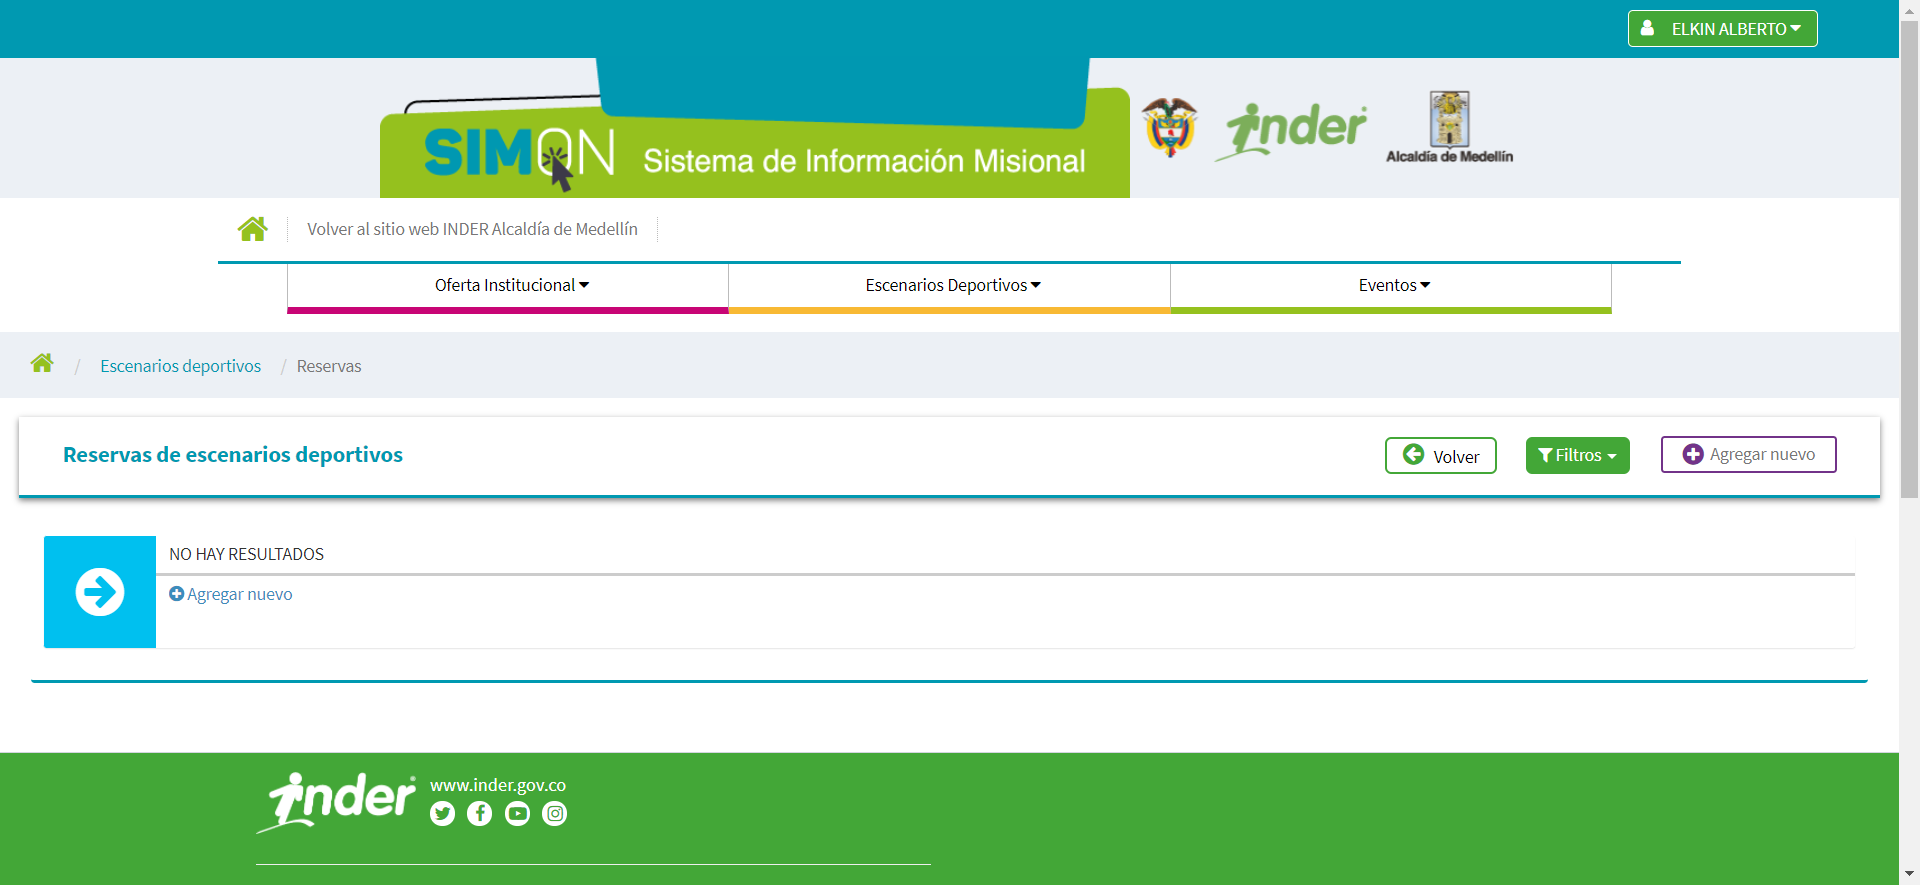 ELKIN ALBERTO
SIMON Sistema de Información Misional
inder
Alcaldía de Medellín
Volver al sitio web INDER Alcaldía de Medellín
Oferta Institucional
Escenarios Deportivos
Eventos
/ Escenarios deportivos / Reservas
Reservas de escenarios deportivos
Volver
Filtros
Agregar nuevo
NO HAY RESULTADOS
Agregar nuevo
inder
www.inder.gov.co